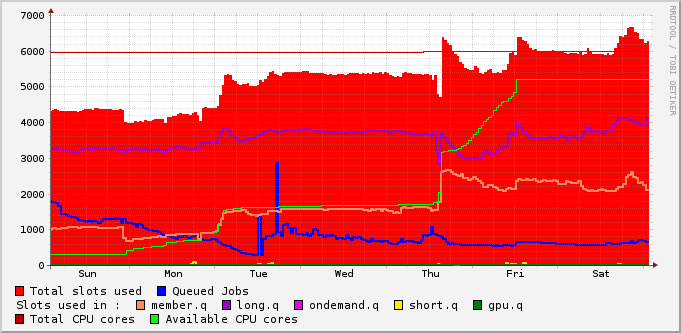 7000
6000
5000
4000
3000
2000
1000
0
Sun Mon Tue Wed Thu Fri Sat
Total slots used Queued Jobs
Slots used in : member.q long.q ondemand.q short.q gpu.q
Total CPU cores Available CPU cores
RRDTOOL / TOBI OETIKER